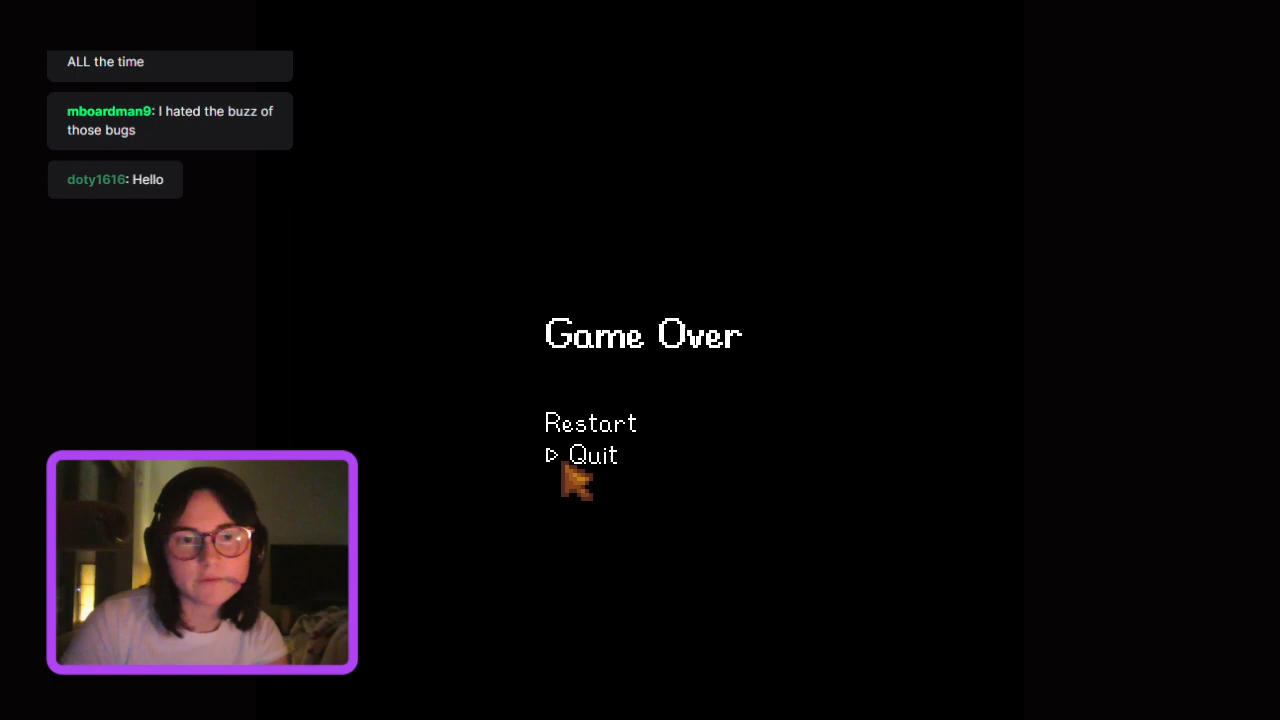 ALL the time
mboardman9: I hated the buzz of
those bugs
doty1616: Hello
Game Over
Restart
Quit